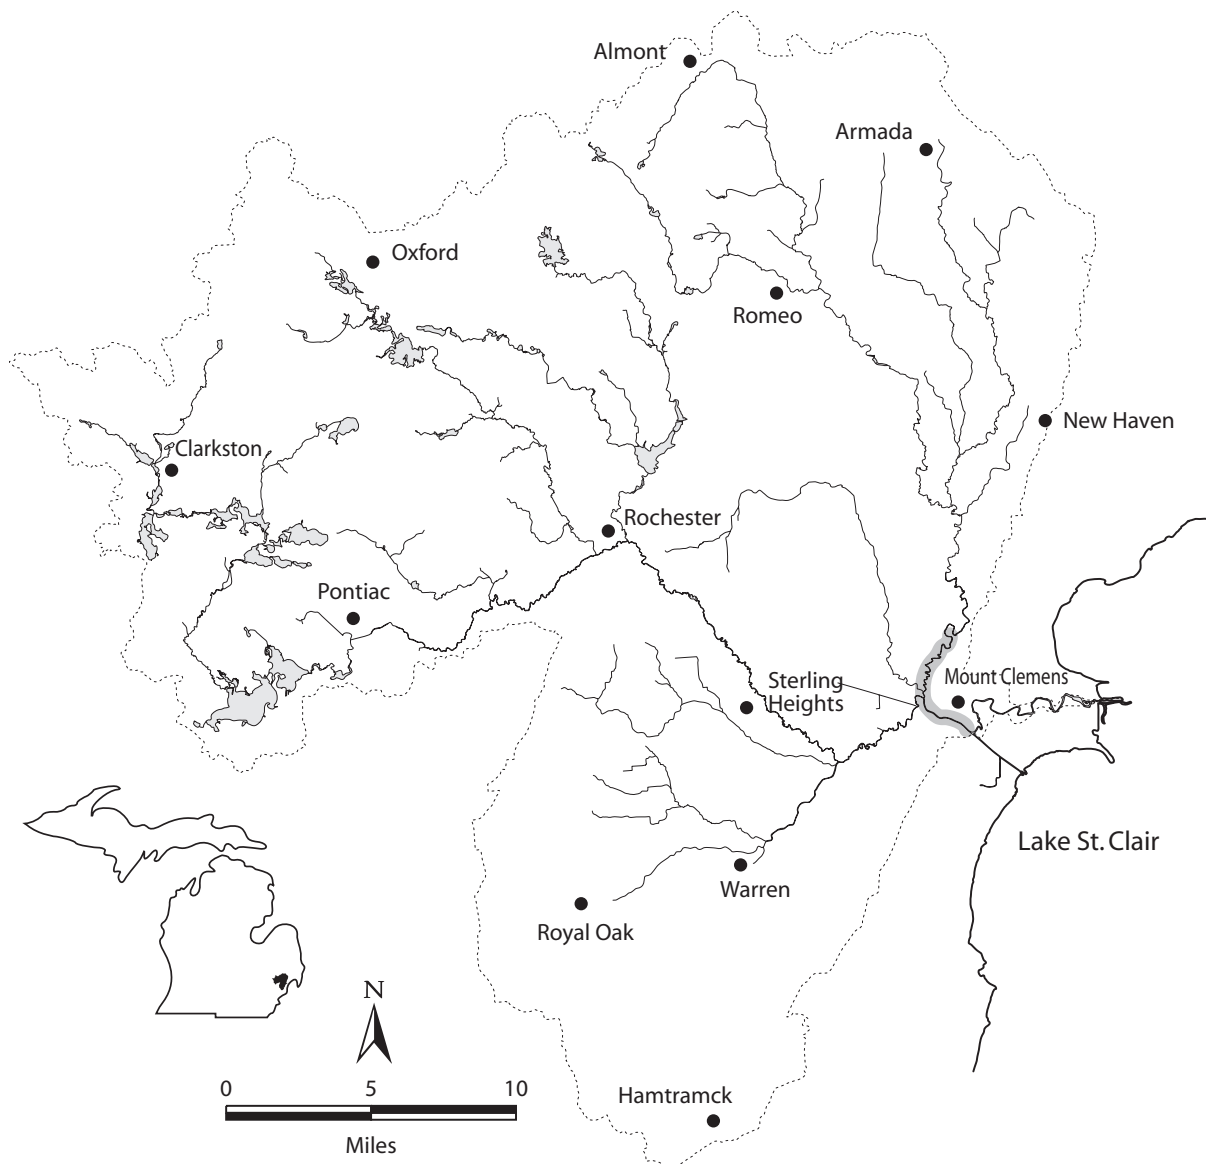 Almont
Armada
Oxford
Romeo
New Haven
Clarkston
Rochester
Pontiac
Mount Clemens
Sterling
Heights
Lake St. Clair
Warren
Royal Oak
N
0 5 10
Miles
Hamtramck